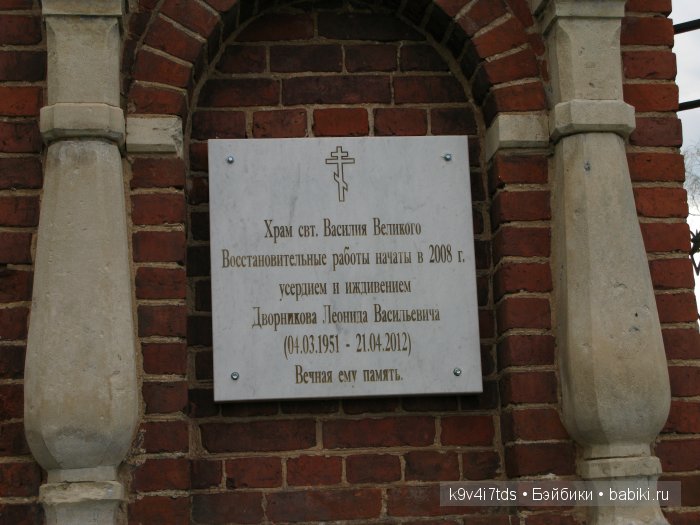 Храм свт. Василия Великого
Восстановительные работы начаты в 2008 г.
усердием и иждивением
Дворникова Леонида Васильевича
(04.03.1951 - 21.04.2012)
Вечная ему память.
k9v4i7tds • Бэйбики • babiki.ru